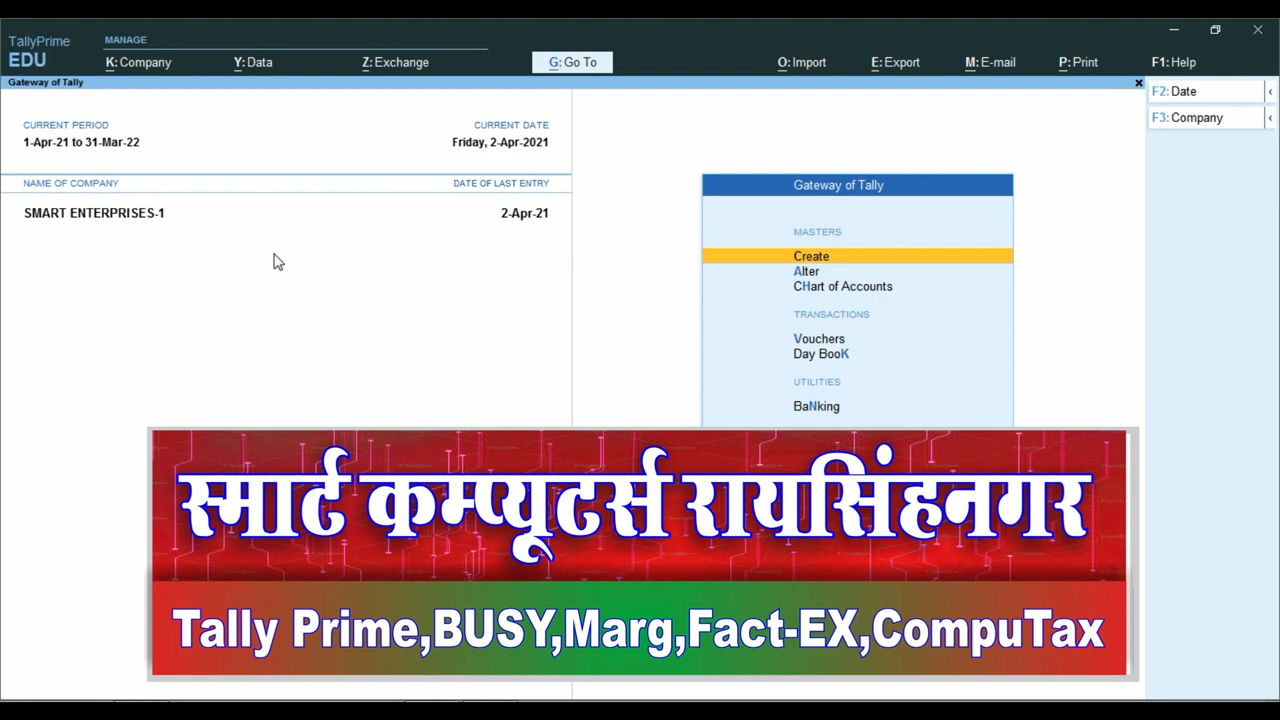 TallyPrime
EDU
MANAGE
K: Company
Y: Data
Z: Exchange
G: Go To
O: Import
E: Export
M: E-mail
P: Print
F1: Help
Gateway of Tally
F2: Date
F3: Company
CURRENT PERIOD
CURRENT DATE
1-Apr-21 to 31-Mar-22
Friday, 2-Apr-2021
NAME OF COMPANY
DATE OF LAST ENTRY
SMART ENTERPRISES-1
2-Apr-21
Gateway of Tally
MASTERS
Create
Alter
CHart of Accounts
TRANSACTIONS
Vouchers
Day BooK
UTILITIES
BaNking
स्मार्ट कम्प्यूटर्स रायसिंहनगर
Tally Prime,BUSY,Marg,Fact-EX,CompuTax